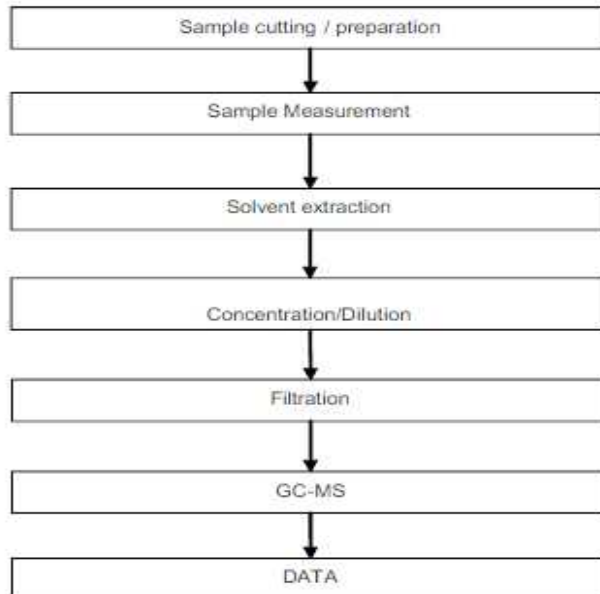 Sample cutting / preparation
Sample Measurement
Solvent extraction
Concentration/Dilution
Filtration
GC-MS
DATA